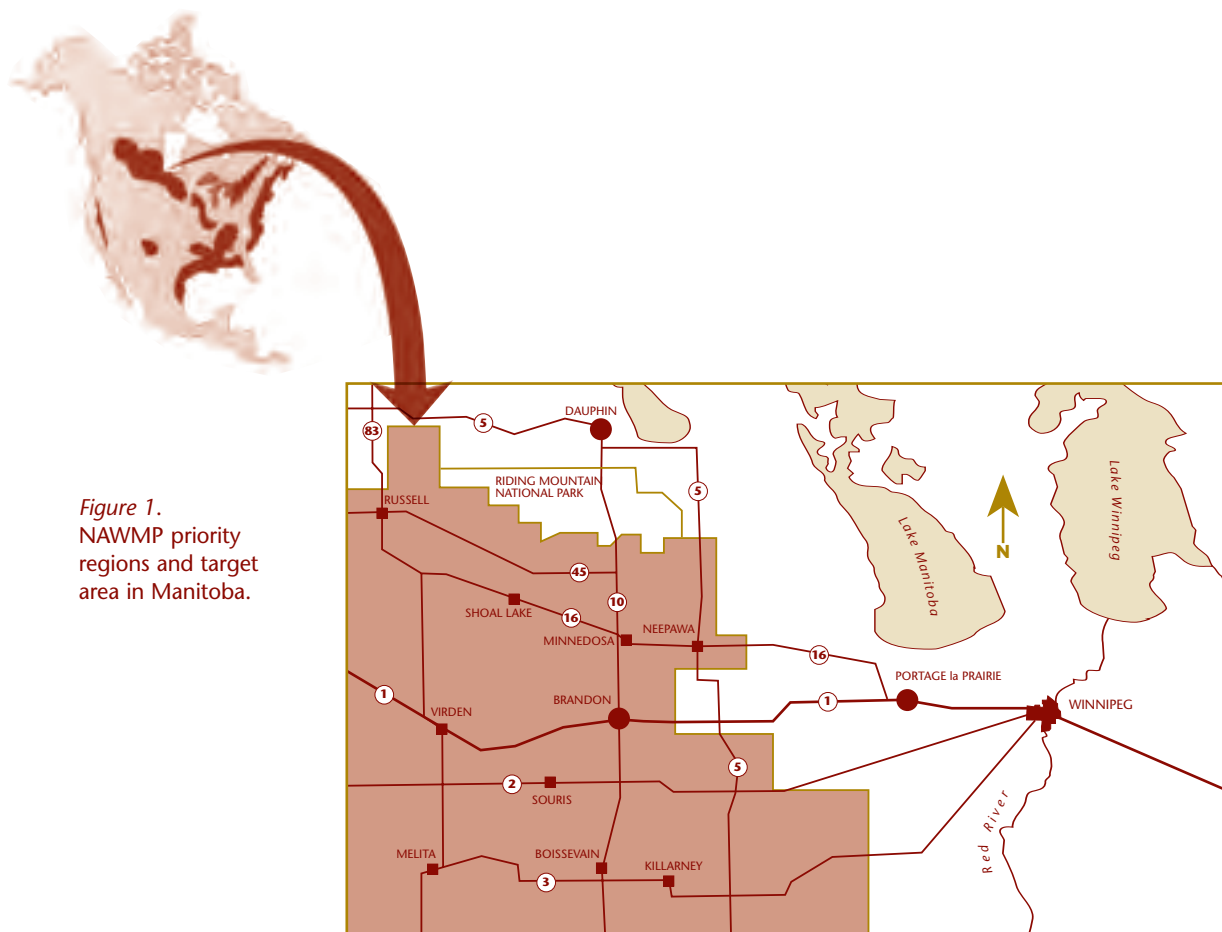 Figure 1.
NAWMP priority
regions and target
area in Manitoba.
DAUPHIN
5
83
RIDING MOUNTAIN
NATIONAL PARK
5
RUSSELL
Lake Winnipeg
Lake Manitoba
N
45
10
SHOAL LAKE
16
MINNEDOSA
NEEPAWA
16
PORTAGE la PRAIRIE
1
BRANDON
1
WINNIPEG
VIRDEN
5
2
SOURIS
Red River
MELITA
BOISSEVAIN
KILLARNEY
3